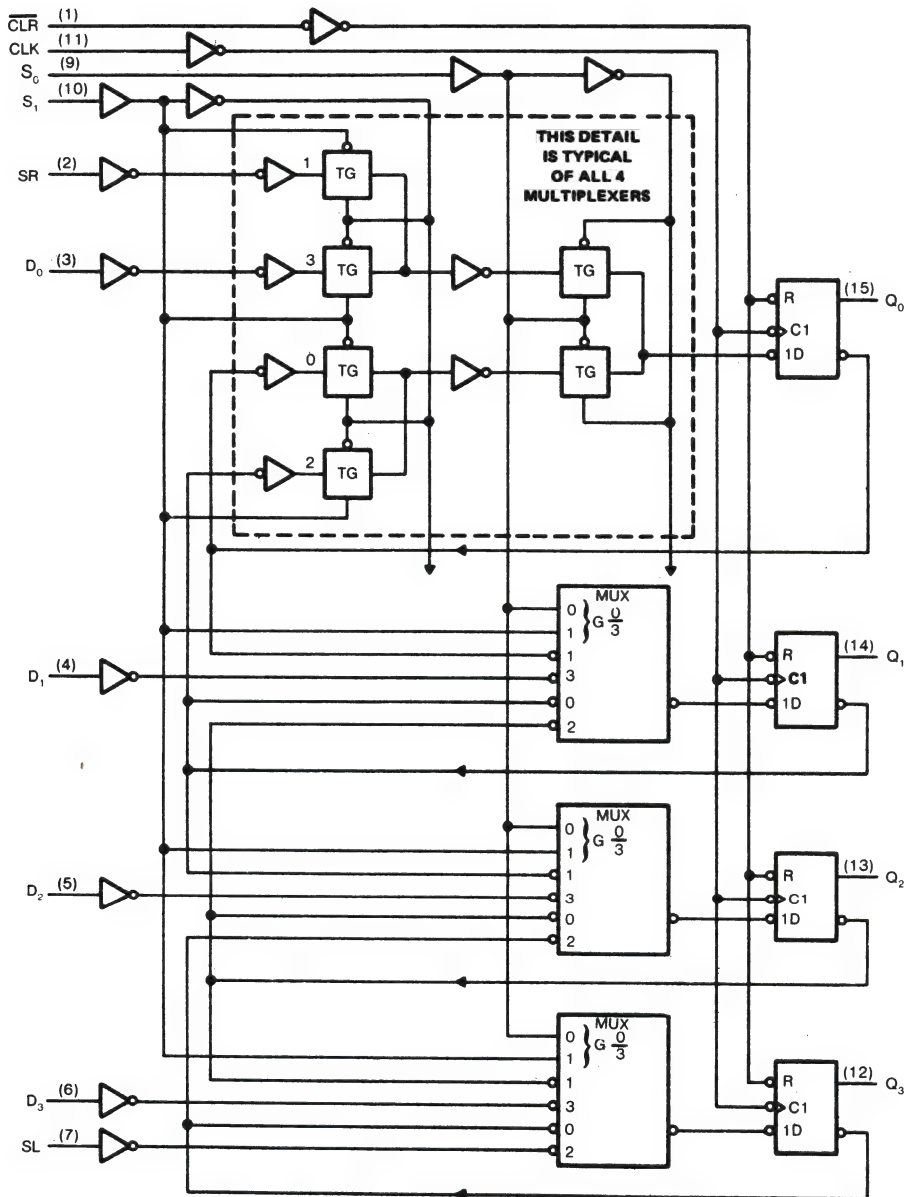 CLR (1)
CLK (11)
S0 (9)
S1 (10)
THIS DETAIL
IS TYPICAL
OF ALL 4
MULTIPLEXERS
SR (2) 1 TG
D0 (3) 3 TG TG
0 TG TG
2 TG
R (15) Q0
C1
1D
MUX
0 } G 0/3
1
1
D1 (4) 3
0
2
R (14) Q1
C1
1D
MUX
0 } G 0/3
1
1
D2 (5) 3
0
2
R (13) Q2
C1
1D
MUX
0 } G 0/3
1
1
D3 (6) 3
0
SL (7) 2
R (12) Q3
C1
1D